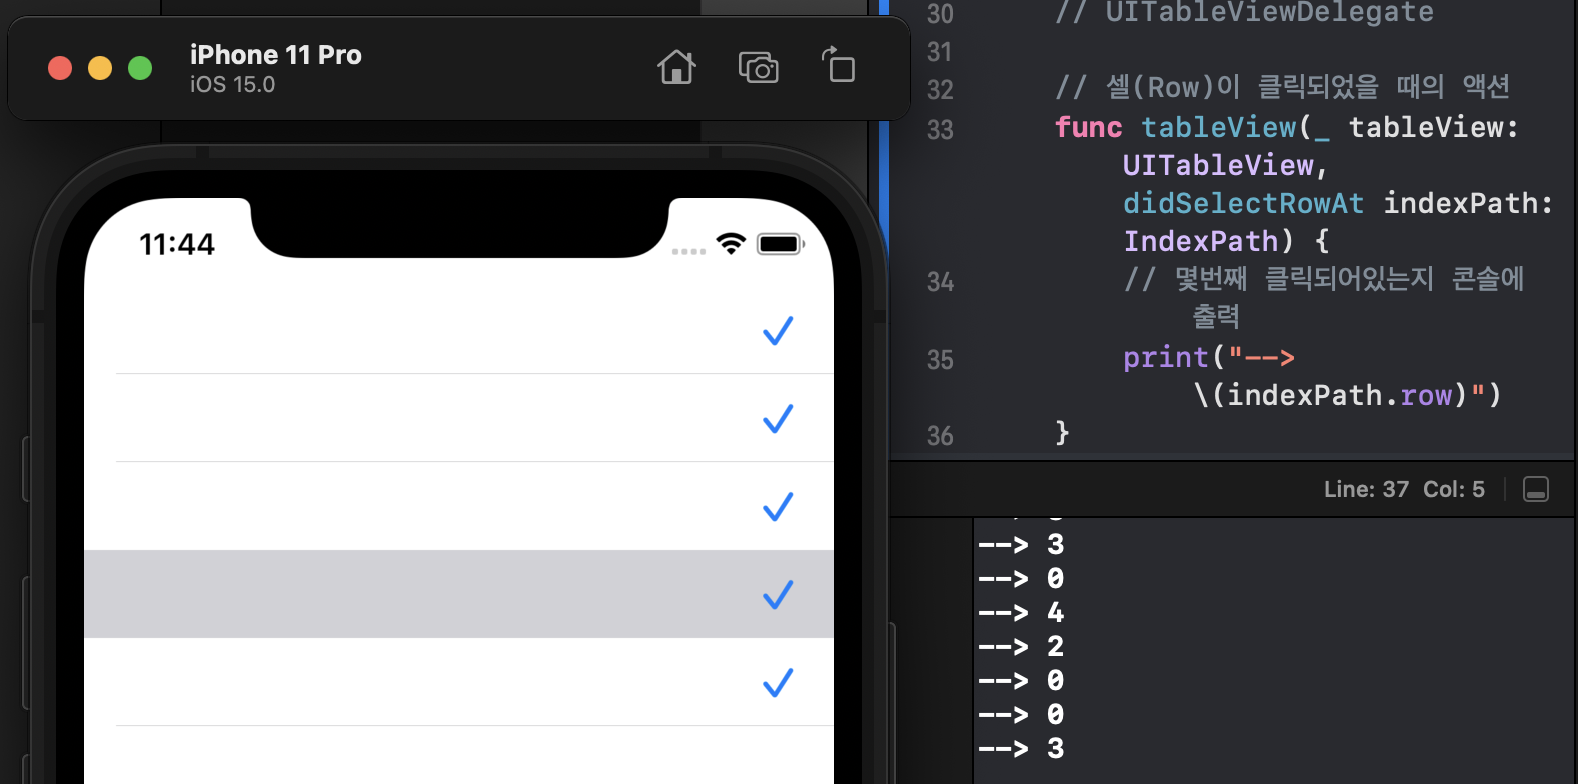 iPhone 11 Pro
iOS 15.0
11:44
30 // UITableViewDelegate
31
32 // 셀(Row)이 클릭되었을 때의 액션
33 func tableView(_ tableView:
UITableView,
didSelectRowAt indexPath:
IndexPath) {
34 // 몇번째 클릭되어있는지 콘솔에
출력
35 print("-->
\(indexPath.row)")
36 }
Line: 37 Col: 5
--> 3
--> 0
--> 4
--> 2
--> 0
--> 0
--> 3